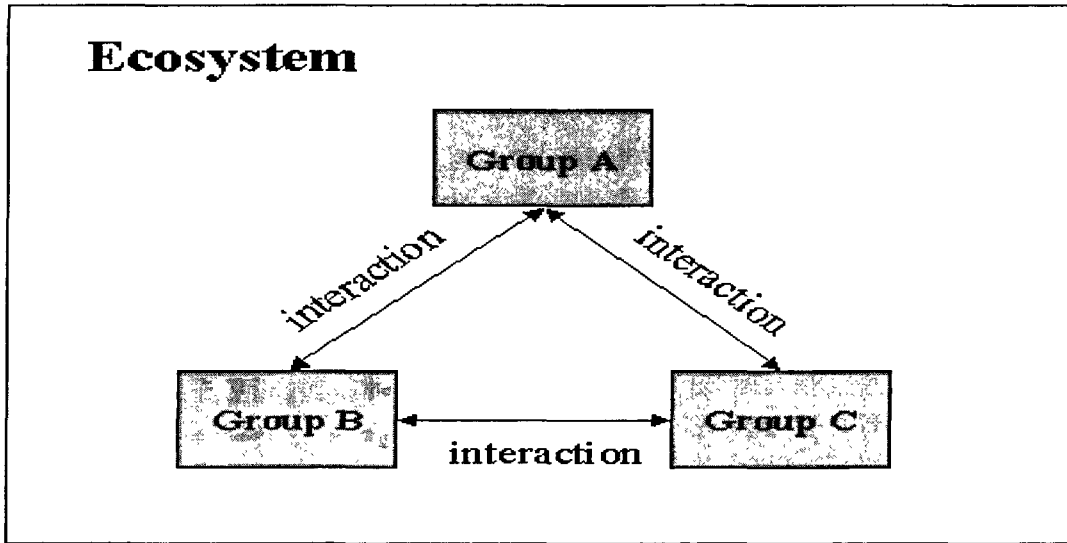 Ecosystem
Group A
interaction
interaction
Group B
Group C
interaction